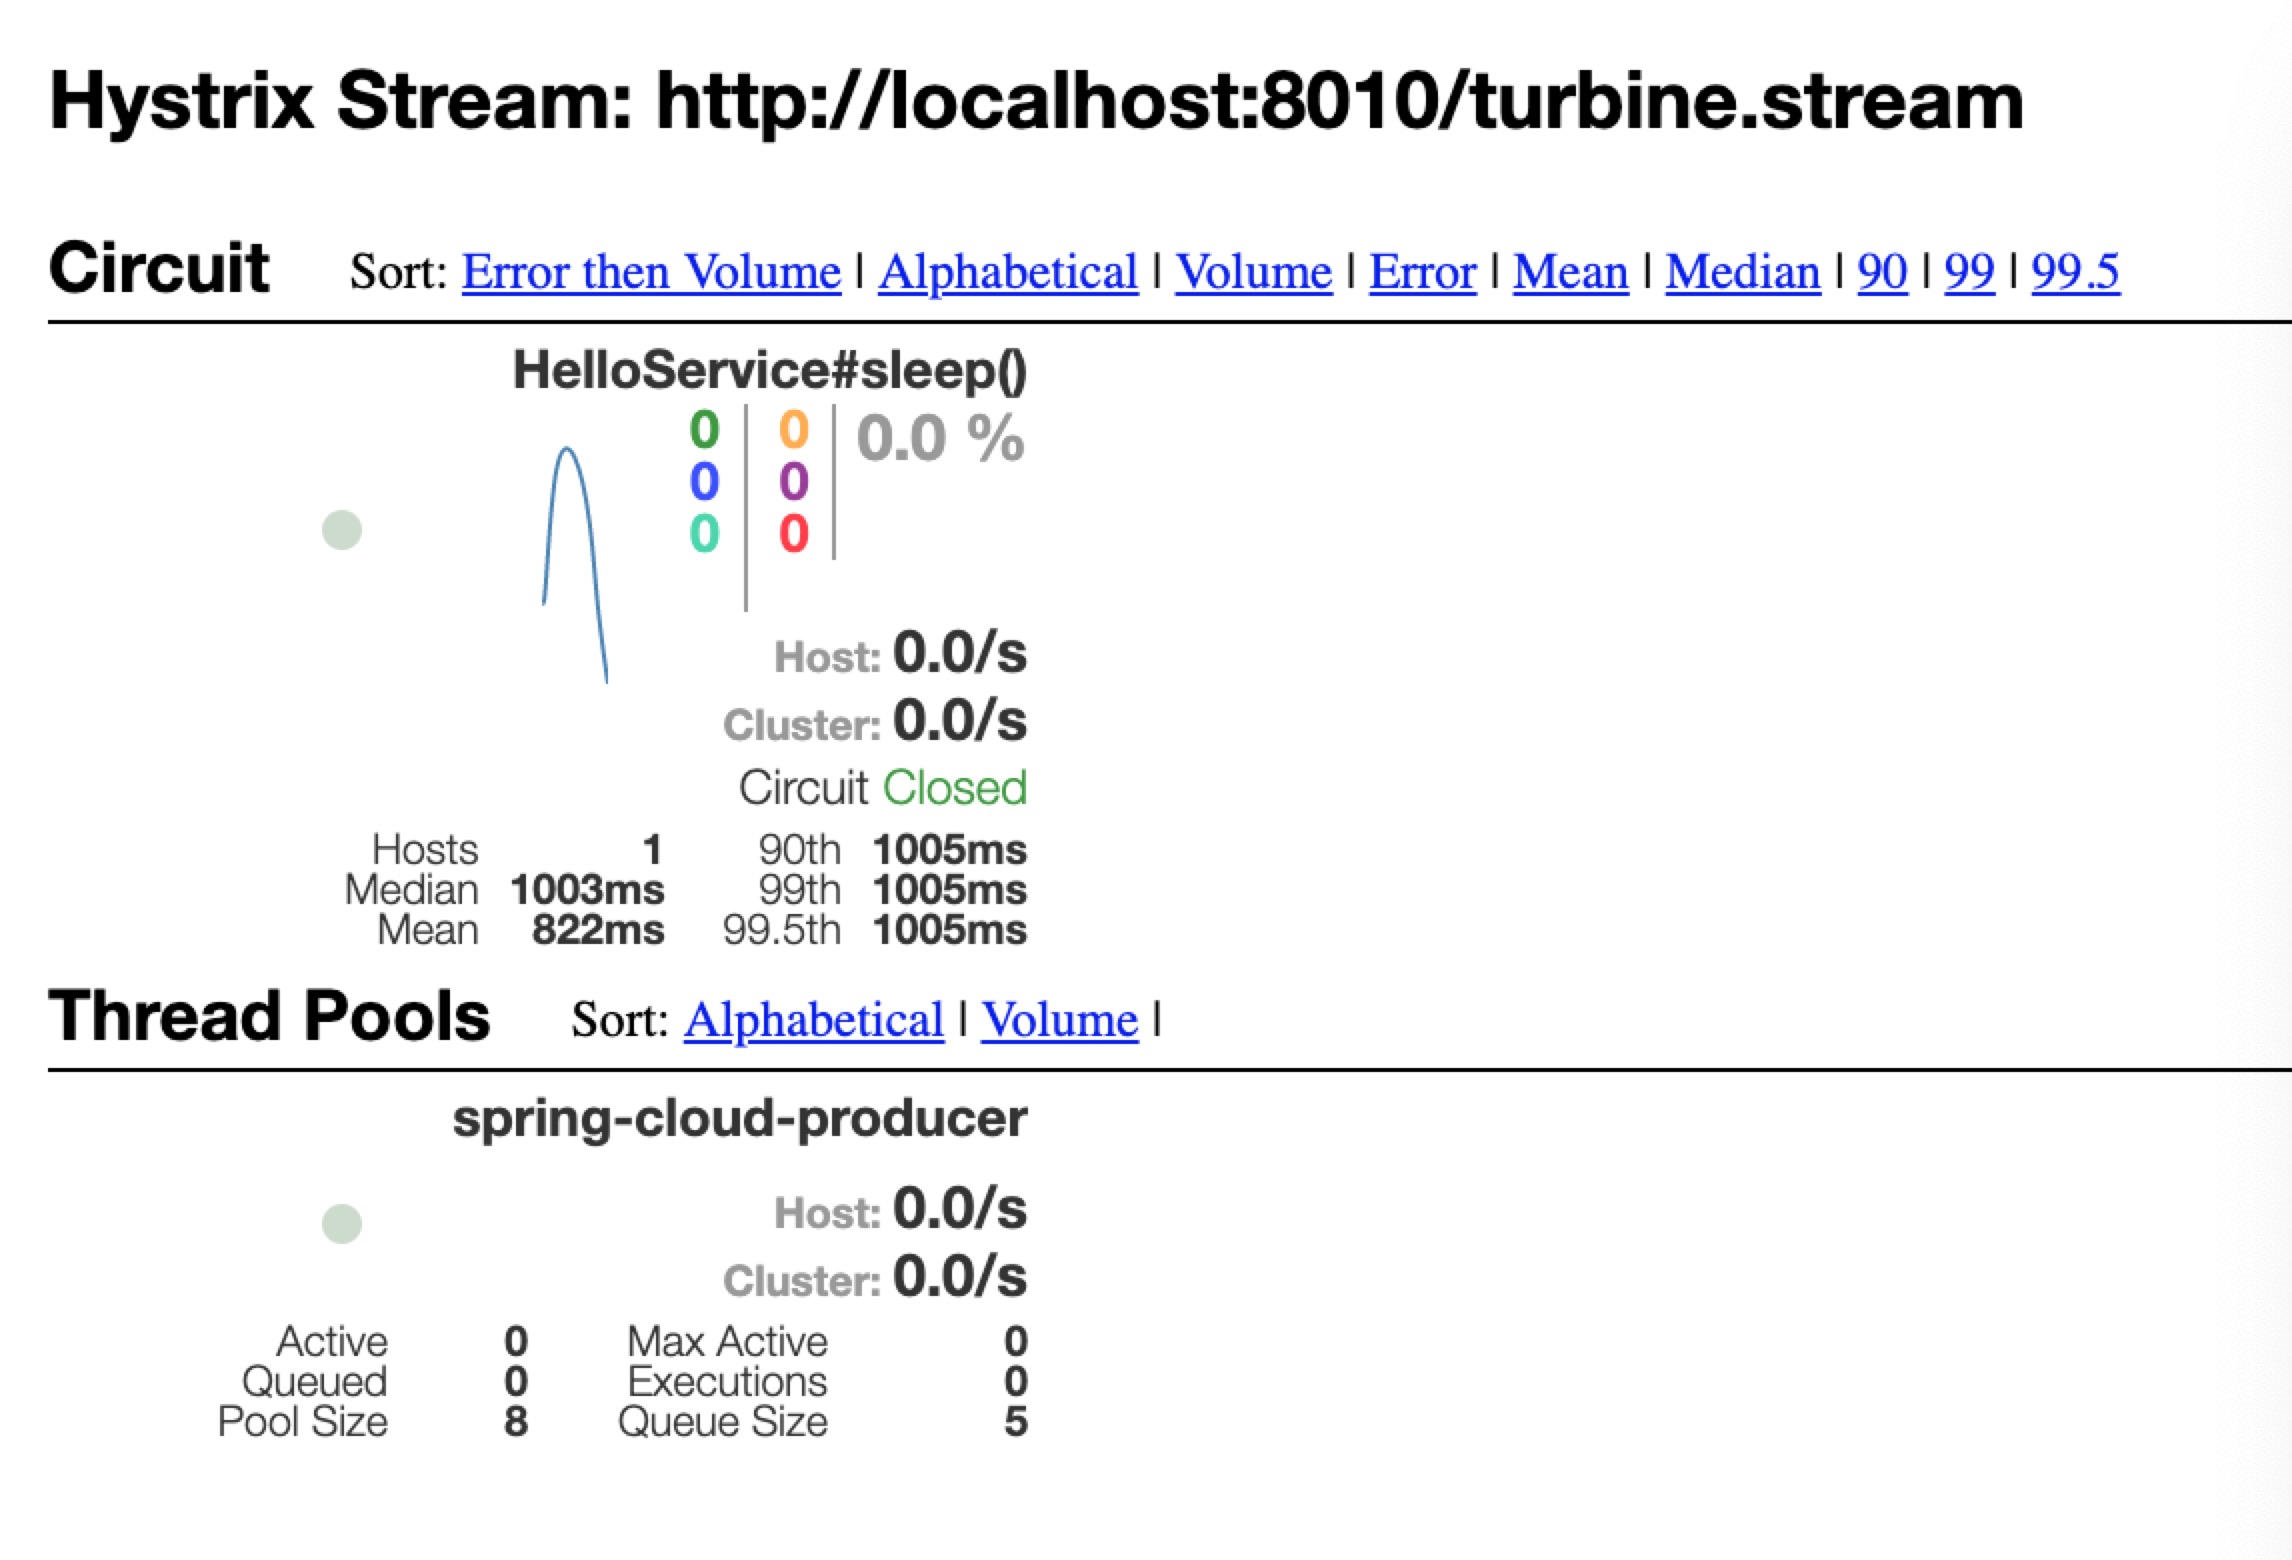 Hystrix Stream: http://localhost:8010/turbine.stream
Circuit Sort: Error then Volume | Alphabetical | Volume | Error | Mean | Median | 90 | 99 | 99.5
HelloService#sleep()
0 0 0.0 %
0 0
0 0
Host: 0.0/s
Cluster: 0.0/s
Circuit Closed
Hosts 1 90th 1005ms
Median 1003ms 99th 1005ms
Mean 822ms 99.5th 1005ms
Thread Pools Sort: Alphabetical | Volume |
spring-cloud-producer
Host: 0.0/s
Cluster: 0.0/s
Active 0 Max Active 0
Queued 0 Executions 0
Pool Size 8 Queue Size 5